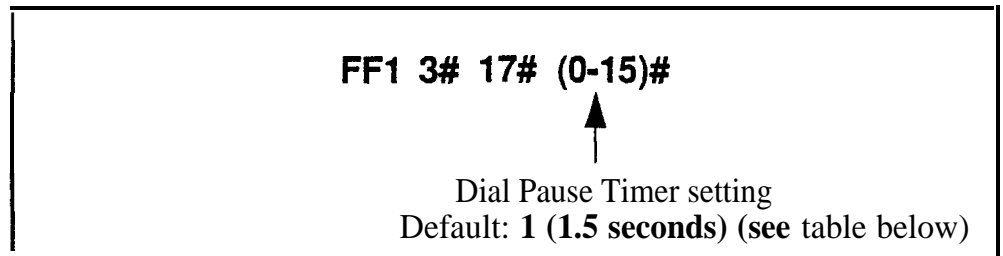 FF1 3# 17# (0-15)#
Dial Pause Timer setting
Default: 1 (1.5 seconds) (see table below)